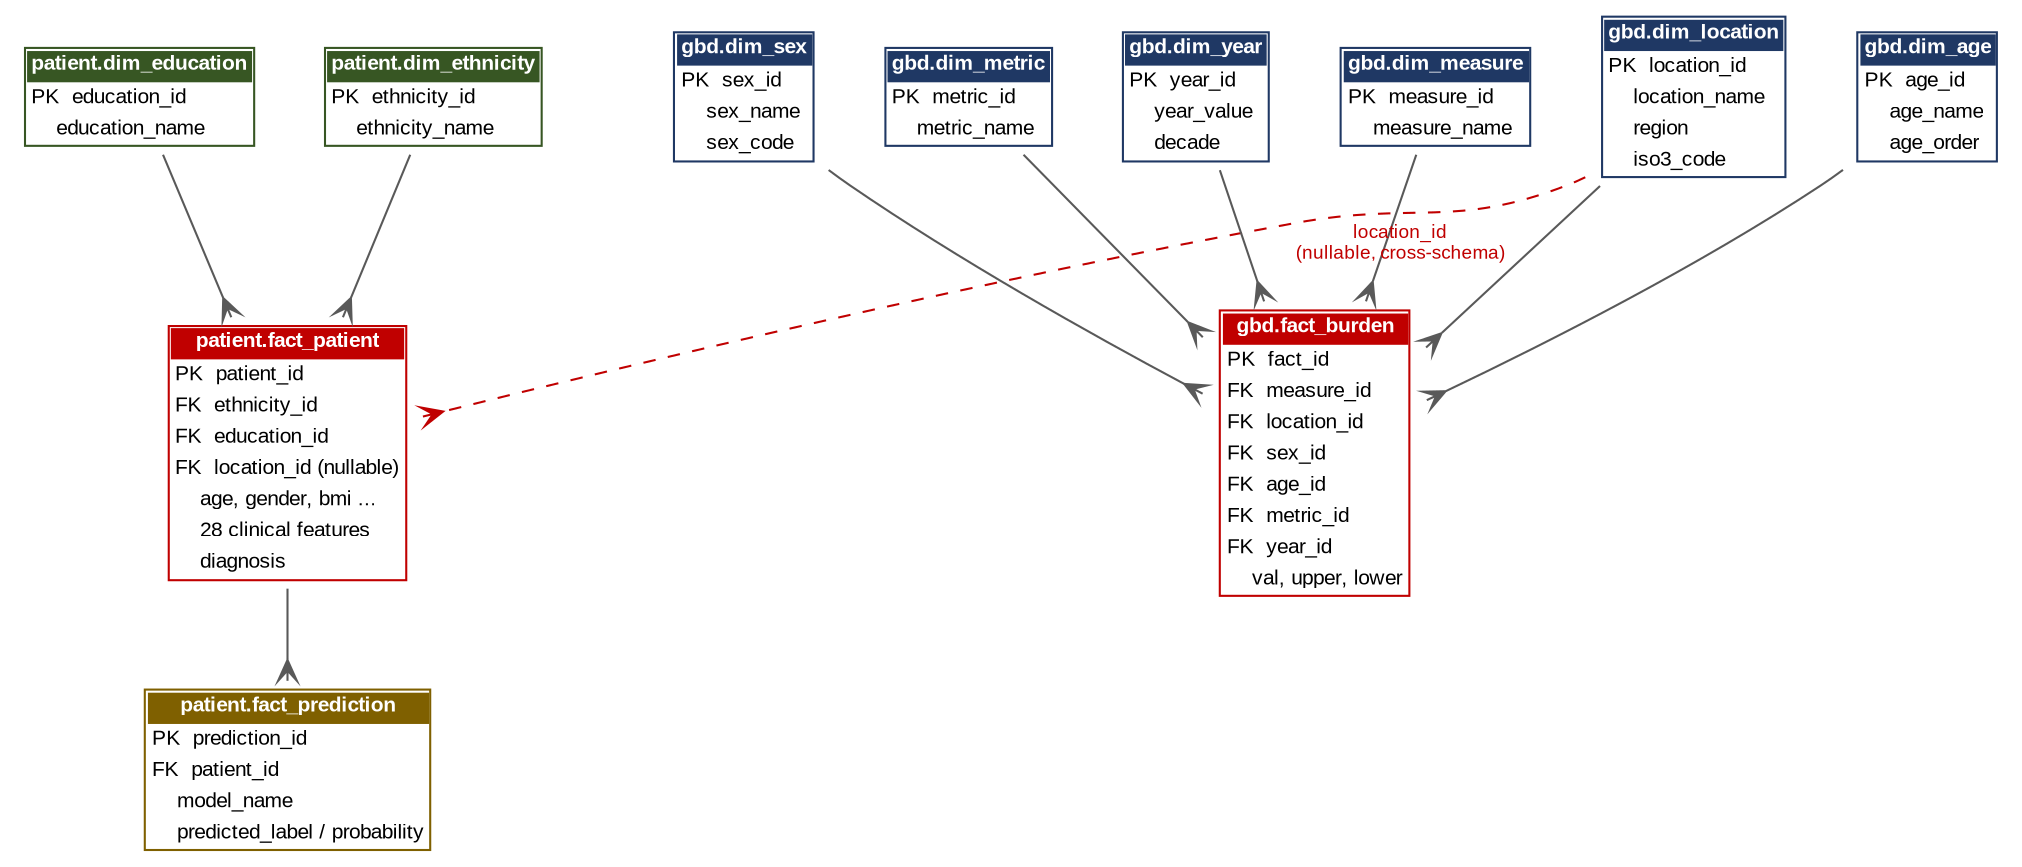 patient.dim_education
PK education_id
education_name
patient.dim_ethnicity
PK ethnicity_id
ethnicity_name
gbd.dim_sex
PK sex_id
sex_name
sex_code
gbd.dim_metric
PK metric_id
metric_name
gbd.dim_year
PK year_id
year_value
decade
gbd.dim_measure
PK measure_id
measure_name
gbd.dim_location
PK location_id
location_name
region
iso3_code
gbd.dim_age
PK age_id
age_name
age_order
location_id
(nullable, cross-schema)
patient.fact_patient
PK patient_id
FK ethnicity_id
FK education_id
FK location_id (nullable)
age, gender, bmi ...
28 clinical features
diagnosis
gbd.fact_burden
PK fact_id
FK measure_id
FK location_id
FK sex_id
FK age_id
FK metric_id
FK year_id
val, upper, lower
patient.fact_prediction
PK prediction_id
FK patient_id
model_name
predicted_label / probability